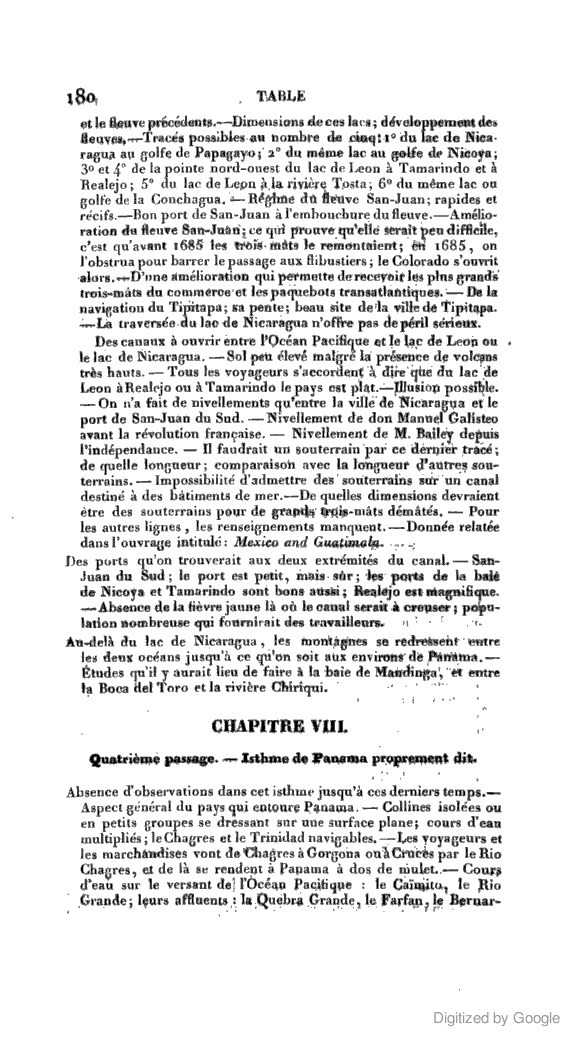 180
TABLE
et le fleuve précédents.—Dimensions de ces lacs; développement des
fleuves.—Tracés possibles au nombre de cinq: 1° du lac de Nica-
ragua au golfe de Papagayo; 2° du même lac au golfe de Nicoya;
3° et 4° de la pointe nord-ouest du lac de Leon à Tamarindo et à
Realejo; 5° du lac de Leon à la rivière Tosta; 6° du même lac ou
golfe de la Conchagua. — Régime du fleuve San-Juan; rapides et
récifs.—Bon port de San-Juan à l'embouchure du fleuve.—Amélio-
ration du fleuve San-Juan; ce qui prouve qu'elle serait peu difficile,
c'est qu'avant 1685 les trois-mâts le remontaient; en 1685, on
l'obstrua pour barrer le passage aux flibustiers; le Colorado s'ouvrit
alors.—D'une amélioration qui permette de recevoir les plus grands
trois-mâts du commerce et les paquebots transatlantiques.—De la
navigation du Tipitapa; sa pente; beau site de la ville de Tipitapa.
—La traversée du lac de Nicaragua n'offre pas de péril sérieux.
Des canaux à ouvrir entre l'Océan Pacifique et le lac de Leon ou
le lac de Nicaragua. — Sol peu élevé malgré la présence de volcans
très hauts. — Tous les voyageurs s'accordent à dire que du lac de
Leon à Realejo ou à Tamarindo le pays est plat.—Illusion possible.
— On n'a fait de nivellements qu'entre la ville de Nicaragua et le
port de San-Juan du Sud. — Nivellement de don Manuel Galisteo
avant la révolution française. — Nivellement de M. Bailey depuis
l'indépendance. — Il faudrait un souterrain par ce dernier tracé;
de quelle longueur; comparaison avec la longueur d'autres sou-
terrains. — Impossibilité d'admettre des souterrains sur un canal
destiné à des bâtiments de mer.—De quelles dimensions devraient
être des souterrains pour de grands trois-mâts démâtés. — Pour
les autres lignes, les renseignements manquent.—Donnée relatée
dans l'ouvrage intitulé: Mexico and Guatimala.
Des ports qu'on trouverait aux deux extrémités du canal. — San-
Juan du Sud; le port est petit, mais sûr; les ports de la baie
de Nicoya et Tamarindo sont bons aussi; Realejo est magnifique.
—Absence de la fièvre jaune là où le canal serait à creuser; popu-
lation nombreuse qui fournirait des travailleurs.
Au-delà du lac de Nicaragua, les montagnes se redressent entre
les deux océans jusqu'à ce qu'on soit aux environs de Panama.—
Études qu'il y aurait lieu de faire à la baie de Mandinga, et entre
la Boca del Toro et la rivière Chiriqui.
CHAPITRE VIII.
Quatrième passage. — Isthme de Panama proprement dit.
Absence d'observations dans cet isthme jusqu'à ces derniers temps.—
Aspect général du pays qui entoure Panama. — Collines isolées ou
en petits groupes se dressant sur une surface plane; cours d'eau
multipliés; le Chagres et le Trinidad navigables.—Les voyageurs et
les marchandises vont de Chagres à Gorgona ou à Cruces par le Rio
Chagres, et de là se rendent à Panama à dos de mulet.— Cours
d'eau sur le versant de l'Océan Pacifique : le Caïmito, le Rio
Grande; leurs affluents : la Quebra Grande, le Farfan, le Bernar-
Digitized by Google